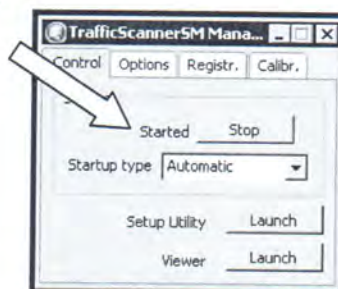 TrafficScannerSM Mana...
Control Options Registr. Calibr.
Started Stop
Startup type Automatic
Setup Utility Launch
Viewer Launch